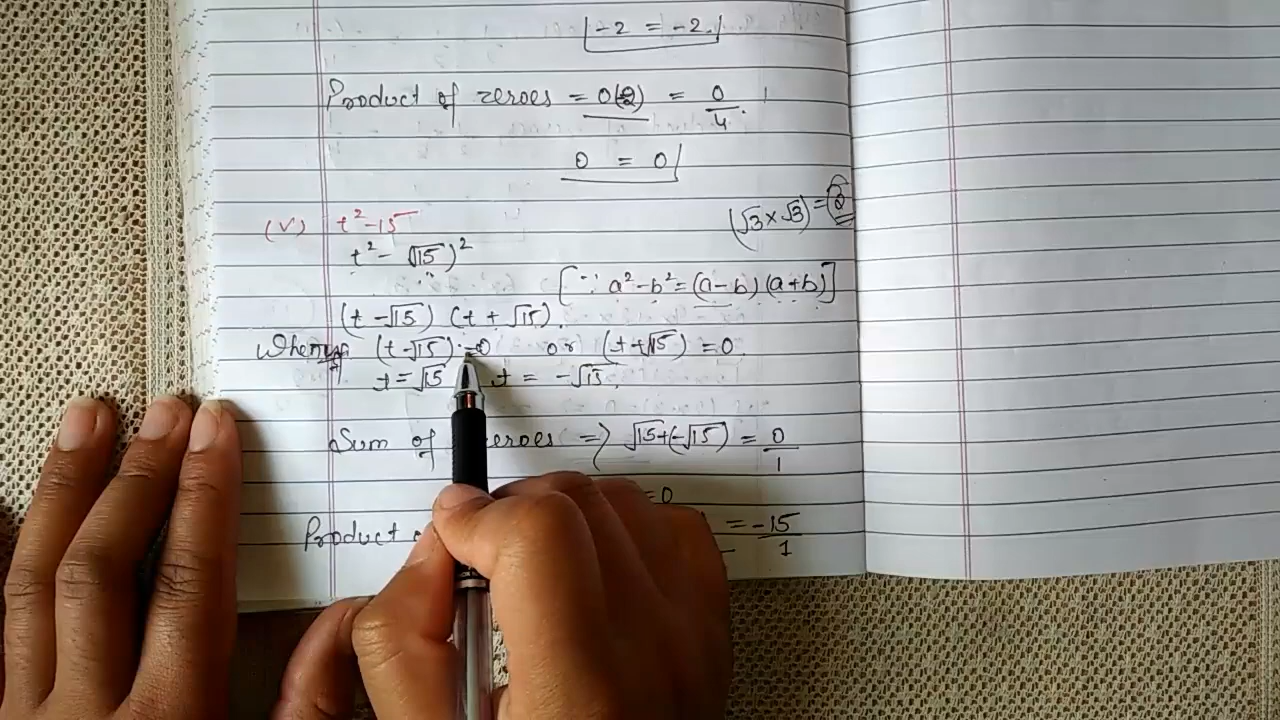 -2 = -2.
Product of zeroes = 0(2) = 0/4.
0 = 0
(√3 × √3) = 3
(v) t²-15
t² - √15)²
[∵ a²-b² = (a-b) (a+b)]
(t-√15) (t+√15).
When (t-√15) = 0 or (t+√15) = 0
t = √15 t = -√15.
Sum of zeroes => √15+(-√15) = 0/1
=0
Product = -15/1